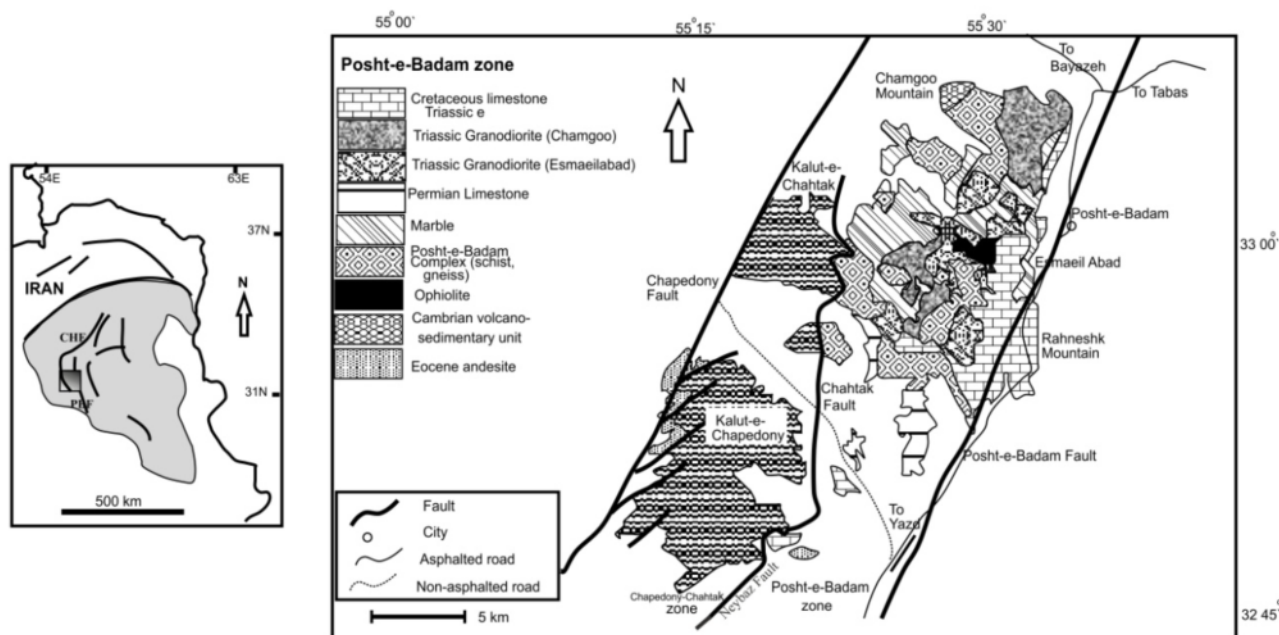 54E
63E
37N
IRAN
N
CHF
31N
PBF
500 km
55°00`
55°15`
55°30`
Posht-e-Badam zone
Cretaceous limestone
Triassic e
Triassic Granodiorite (Chamgoo)
Triassic Granodiorite (Esmaeilabad)
Permian Limestone
Marble
Posht-e-Badam
Complex (schist,
gneiss)
Ophiolite
Cambrian volcano-
sedimentary unit
Eocene andesite
Fault
City
Asphalted road
Non-asphalted road
5 km
N
To
Bayazeh
To Tabas
Chamgoo
Mountain
Kalut-e-
Chahtak
Posht-e-Badam
33 00°
Esmaeil Abad
Chapedony
Fault
Rahneshk
Mountain
Chahtak
Fault
Kalut-e-
Chapedony
Posht-e-Badam Fault
To
Yazd
Chapedony-Chahtak
zone
Neybaz Fault
Posht-e-Badam
zone
32 45°